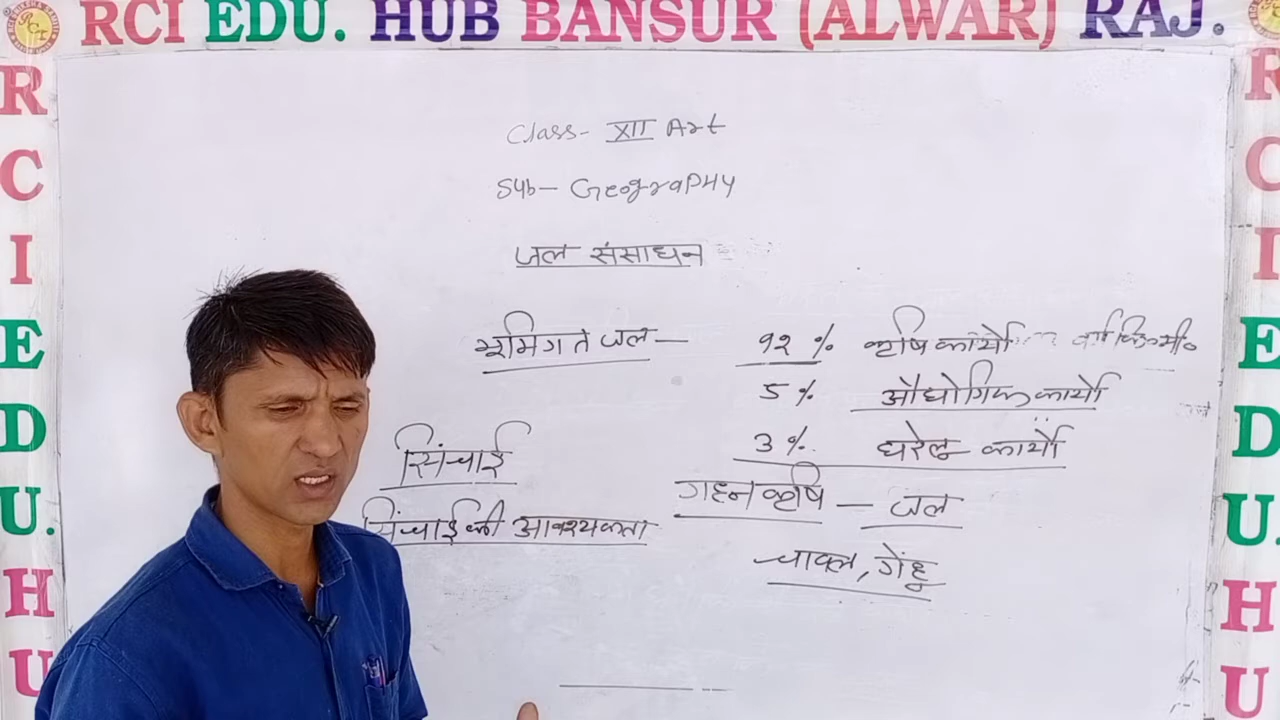 RCI EDU. HUB BANSUR (ALWAR) RAJ.
R
C
I
E
D
U.
H
U
Class- XII Art
Sub- GeograPHy
जल संसाधन
भूमिगत जल — ९२ % कृषि कार्यो
5 % औद्योगिक कार्यो
3 %. घरेलू कार्यो
सिंचाई
गहन कृषि — जल
सिंचाई की आवश्यकता
चावल, गेंहू
R
C
I
E
D
U.
H
U